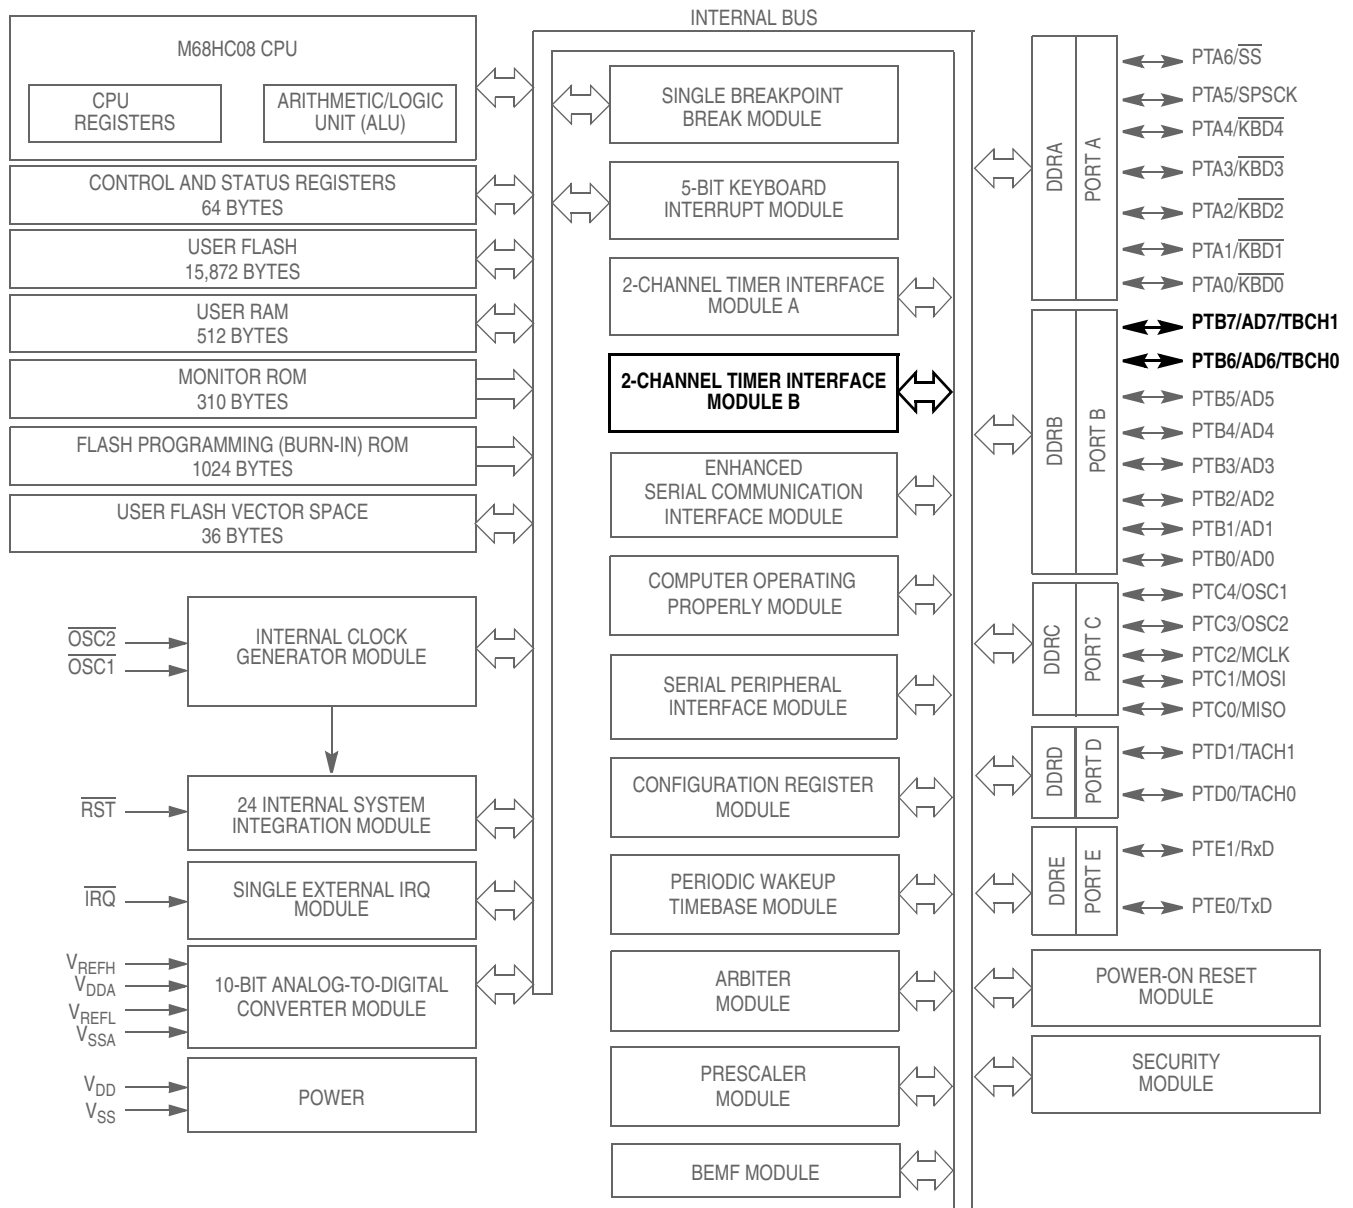 INTERNAL BUS
M68HC08 CPU
CPU
REGISTERS
ARITHMETIC/LOGIC
UNIT (ALU)
CONTROL AND STATUS REGISTERS
64 BYTES
USER FLASH
15,872 BYTES
USER RAM
512 BYTES
MONITOR ROM
310 BYTES
FLASH PROGRAMMING (BURN-IN) ROM
1024 BYTES
USER FLASH VECTOR SPACE
36 BYTES
OSC2
OSC1
INTERNAL CLOCK
GENERATOR MODULE
RST
24 INTERNAL SYSTEM
INTEGRATION MODULE
IRQ
SINGLE EXTERNAL IRQ
MODULE
VREFH
VDDA
VREFL
VSSA
10-BIT ANALOG-TO-DIGITAL
CONVERTER MODULE
VDD
VSS
POWER
SINGLE BREAKPOINT
BREAK MODULE
5-BIT KEYBOARD
INTERRUPT MODULE
2-CHANNEL TIMER INTERFACE
MODULE A
2-CHANNEL TIMER INTERFACE
MODULE B
ENHANCED
SERIAL COMMUNICATION
INTERFACE MODULE
COMPUTER OPERATING
PROPERLY MODULE
SERIAL PERIPHERAL
INTERFACE MODULE
CONFIGURATION REGISTER
MODULE
PERIODIC WAKEUP
TIMEBASE MODULE
ARBITER
MODULE
PRESCALER
MODULE
BEMF MODULE
DDRA
PORT A
PTA6/SS
PTA5/SPSCK
PTA4/KBD4
PTA3/KBD3
PTA2/KBD2
PTA1/KBD1
PTA0/KBD0
DDRB
PORT B
PTB7/AD7/TBCH1
PTB6/AD6/TBCH0
PTB5/AD5
PTB4/AD4
PTB3/AD3
PTB2/AD2
PTB1/AD1
PTB0/AD0
DDRC
PORT C
PTC4/OSC1
PTC3/OSC2
PTC2/MCLK
PTC1/MOSI
PTC0/MISO
DDRD
PORT D
PTD1/TACH1
PTD0/TACH0
DDRE
PORT E
PTE1/RxD
PTE0/TxD
POWER-ON RESET
MODULE
SECURITY
MODULE